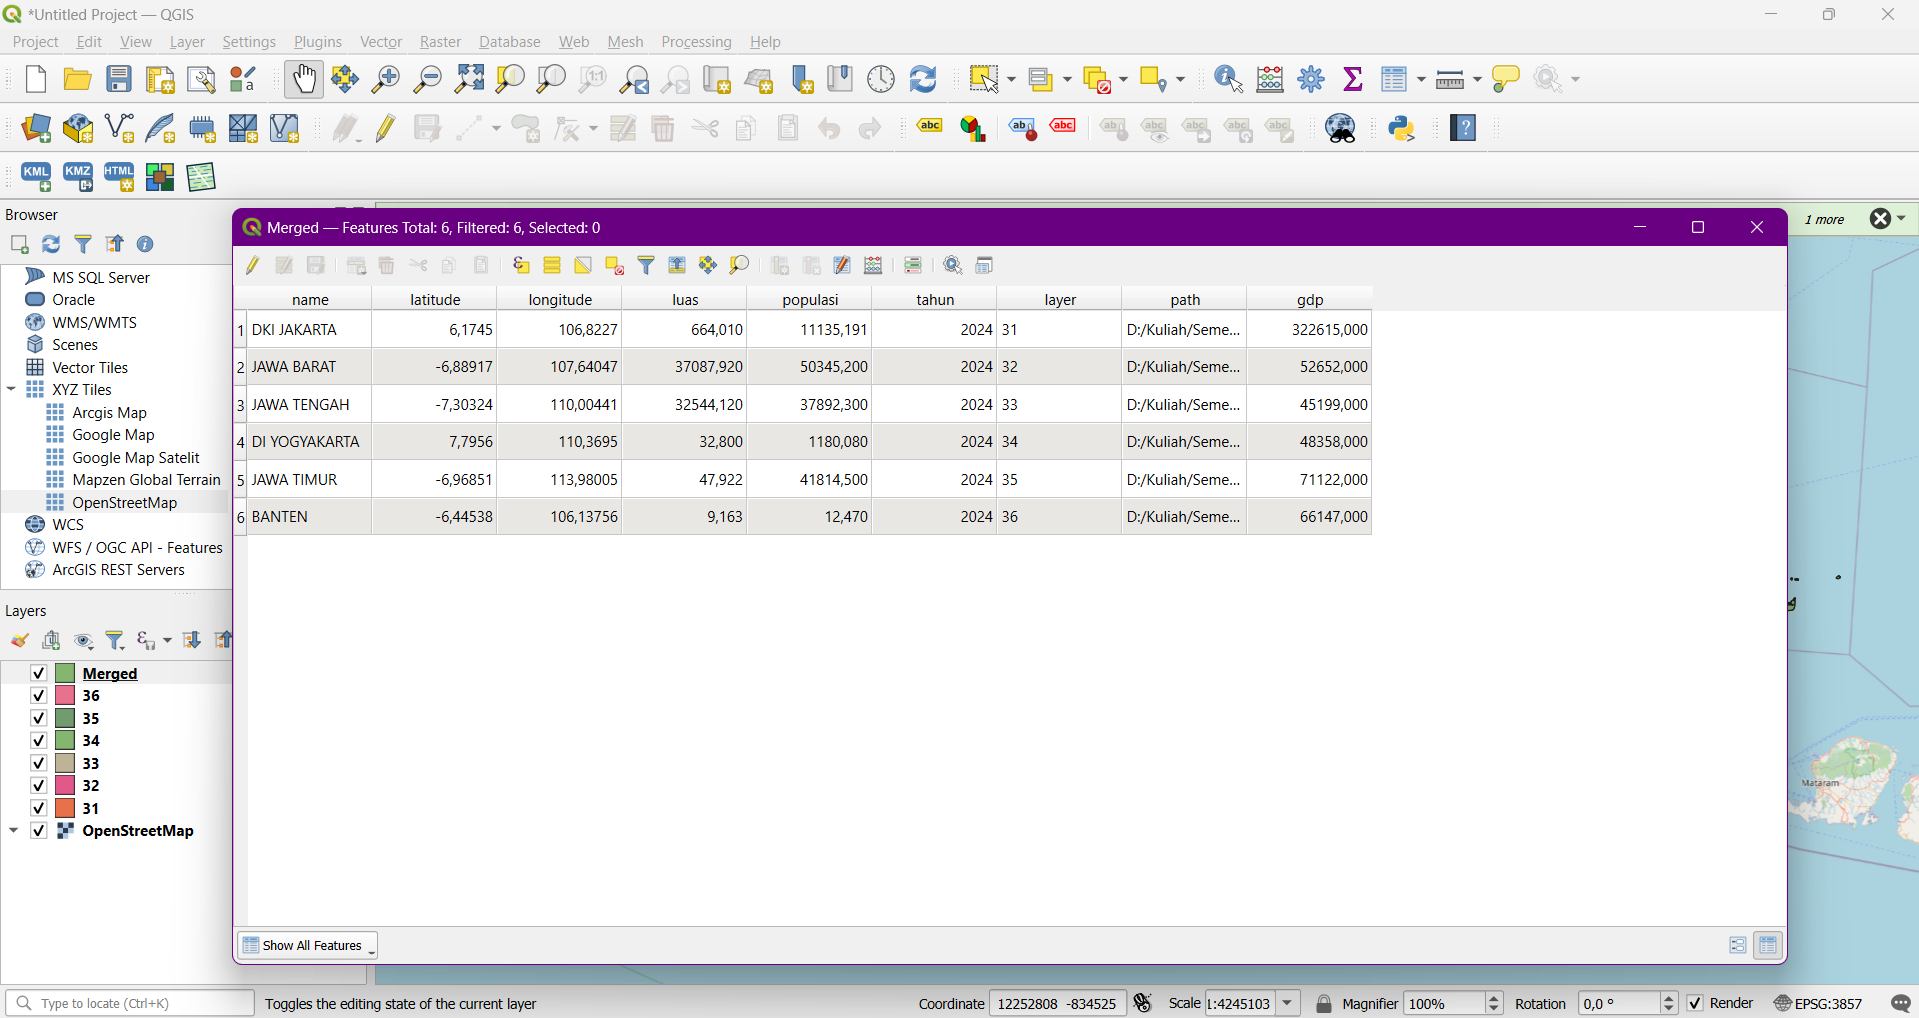 *Untitled Project — QGIS
Project Edit View Layer Settings Plugins Vector Raster Database Web Mesh Processing Help
KML KMZ HTML
Browser
MS SQL Server
Oracle
WMS/WMTS
Scenes
Vector Tiles
XYZ Tiles
Arcgis Map
Google Map
Google Map Satelit
Mapzen Global Terrain
OpenStreetMap
WCS
WFS / OGC API - Features
ArcGIS REST Servers
Layers
Merged
36
35
34
33
32
31
OpenStreetMap
1 more
Merged — Features Total: 6, Filtered: 6, Selected: 0
name latitude longitude luas populasi tahun layer path gdp
1 DKI JAKARTA 6,1745 106,8227 664,010 11135,191 2024 31 D:/Kuliah/Seme... 322615,000
2 JAWA BARAT -6,88917 107,64047 37087,920 50345,200 2024 32 D:/Kuliah/Seme... 52652,000
3 JAWA TENGAH -7,30324 110,00441 32544,120 37892,300 2024 33 D:/Kuliah/Seme... 45199,000
4 DI YOGYAKARTA 7,7956 110,3695 32,800 1180,080 2024 34 D:/Kuliah/Seme... 48358,000
5 JAWA TIMUR -6,96851 113,98005 47,922 41814,500 2024 35 D:/Kuliah/Seme... 71122,000
6 BANTEN -6,44538 106,13756 9,163 12,470 2024 36 D:/Kuliah/Seme... 66147,000
Mataram
Show All Features
Type to locate (Ctrl+K) Toggles the editing state of the current layer Coordinate 12252808 -834525 Scale 1:4245103 Magnifier 100% Rotation 0,0 ° Render EPSG:3857